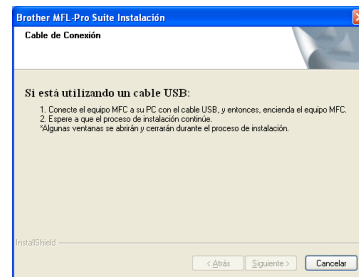 Brother MFL-Pro Suite Instalación
Cable de Conexión
Si está utilizando un cable USB:
1. Conecte el equipo MFC a su PC con el cable USB, y entonces, encienda el equipo MFC.
2. Espere a que el proceso de instalación continúe.
*Algunas ventanas se abrirán y cerrarán durante el proceso de instalación.
InstallShield
< Atrás Siguiente > Cancelar